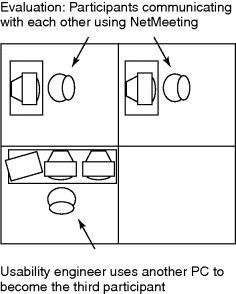 Evaluation: Participants communicating
with each other using NetMeeting
Usability engineer uses another PC to
become the third participant